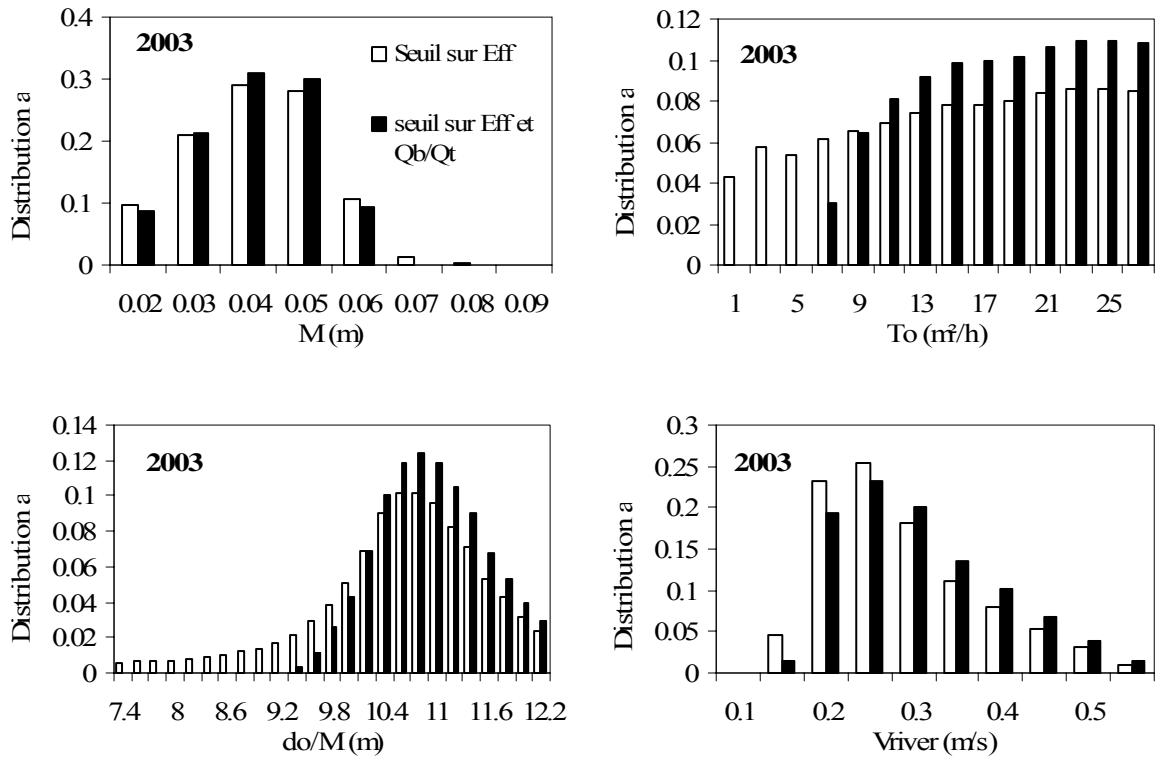 0.4
0.3
0.2
0.1
0
Distribution a
2003
Seuil sur Eff
seuil sur Eff et
Qb/Qt
0.02 0.03 0.04 0.05 0.06 0.07 0.08 0.09
M (m)
0.12
0.1
0.08
0.06
0.04
0.02
0
Distribution a
2003
1 5 9 13 17 21 25
To (m²/h)
0.14
0.12
0.1
0.08
0.06
0.04
0.02
0
Distribution a
2003
7.4 8 8.6 9.2 9.8 10.4 11 11.6 12.2
do/M (m)
0.3
0.25
0.2
0.15
0.1
0.05
0
Distribution a
2003
0.1 0.2 0.3 0.4 0.5
Vriver (m/s)